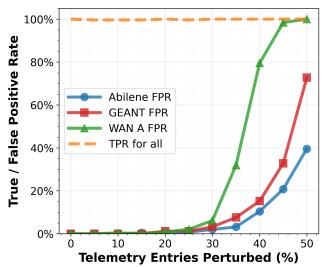 True / False Positive Rate
100%
80%
60%
40%
20%
0%
Abilene FPR
GEANT FPR
WAN A FPR
TPR for all
0 10 20 30 40 50
Telemetry Entries Perturbed (%)